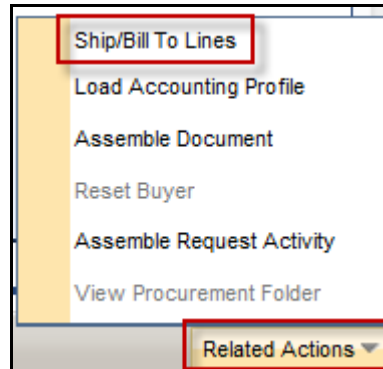 Ship/Bill To Lines
Load Accounting Profile
Assemble Document
Reset Buyer
Assemble Request Activity
View Procurement Folder
Related Actions